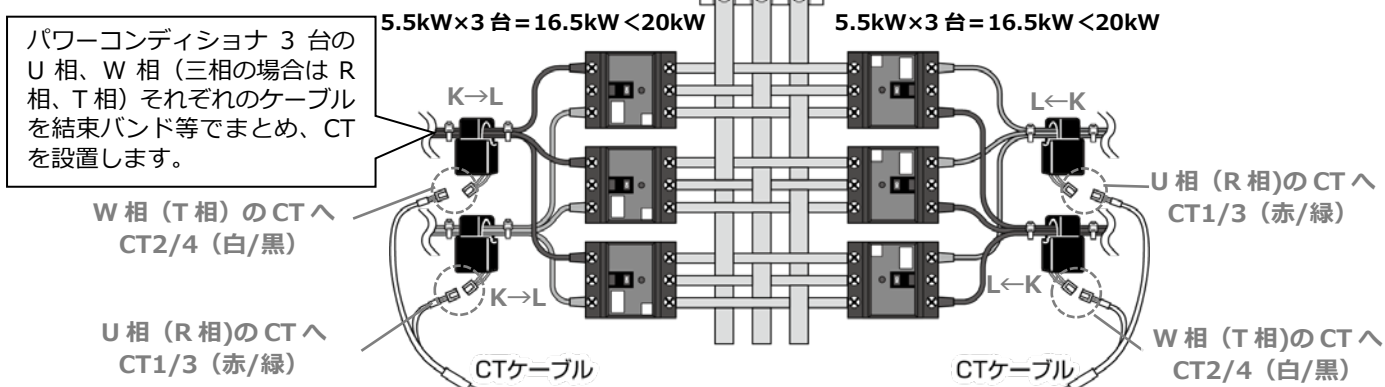 5.5kW×3 台＝16.5kW＜20kW
5.5kW×3 台＝16.5kW＜20kW
パワーコンディショナ 3 台の
U 相、W 相（三相の場合は R
相、T 相）それぞれのケーブル
を結束バンド等でまとめ、CT
を設置します。
K→L
L←K
W 相（T 相）の CT へ
CT2/4（白/黒）
U 相（R 相)の CT へ
CT1/3（赤/緑）
K→L
L←K
U 相（R 相)の CT へ
CT1/3（赤/緑）
W 相（T 相)の CT へ
CT2/4（白/黒）
CTケーブル
CTケーブル